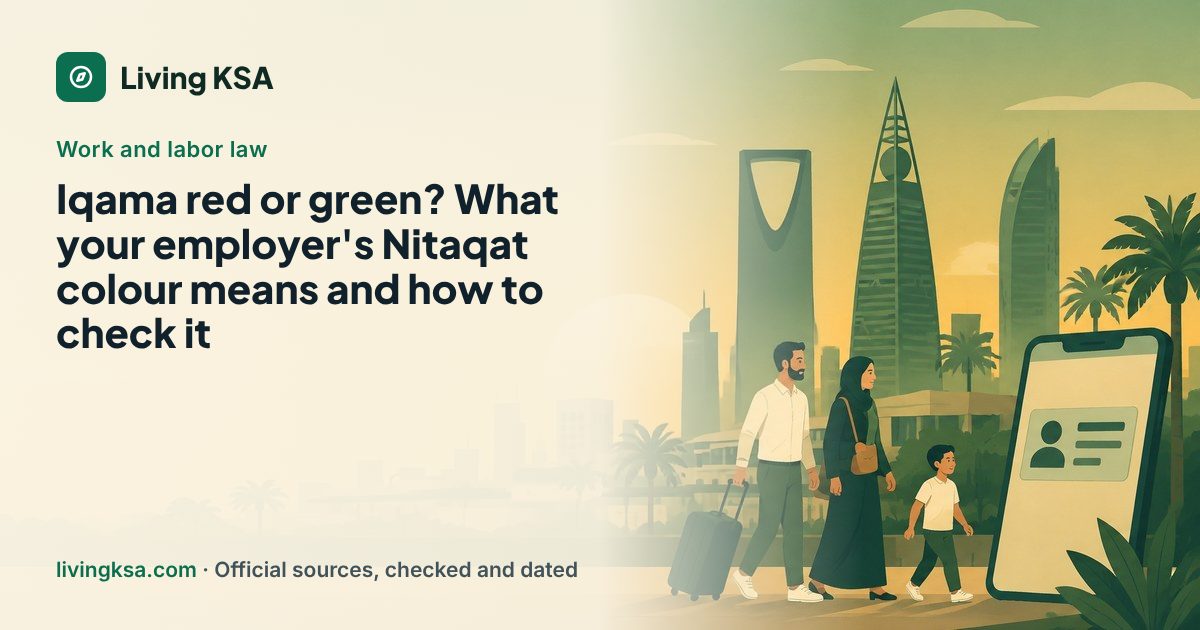 Living KSA
Work and labor law
Iqama red or green? What
your employer's Nitaqat
colour means and how to
check it
livingksa.com · Official sources, checked and dated